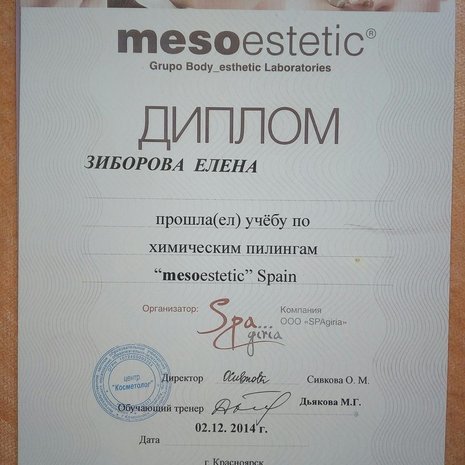 mesoestetic®
Grupo Body_esthetic Laboratories
ДИПЛОМ
ЗИБОРОВА ЕЛЕНА
прошла(ел) учёбу по
химическим пилингам
“mesoestetic” Spain
Организатор:
Spa...
giria
Компания
ООО «SPAgiria»
центр
"Косметолог"
Директор
Сивкова О. М.
Обучающий тренер
Дьякова М.Г.
02.12. 2014 г.
Дата
г. Красноярск